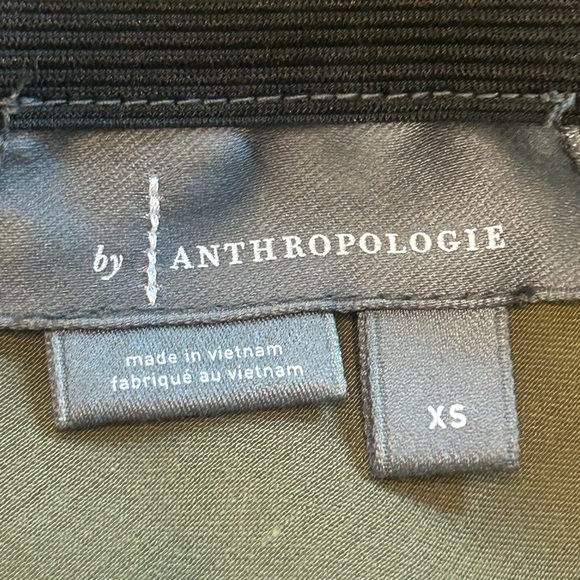 by ANTHROPOLOGIE
made in vietnam
fabriqué au vietnam
XS